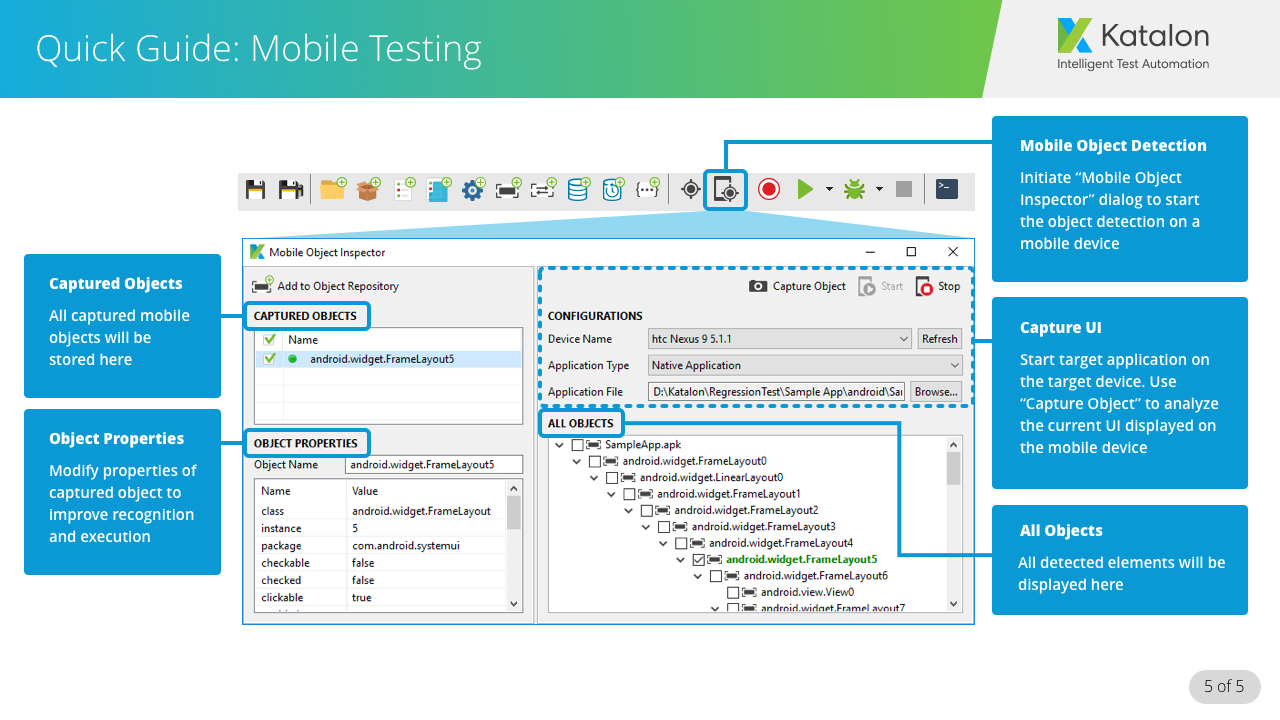 Quick Guide: Mobile Testing
Katalon
Intelligent Test Automation
Mobile Object Detection
Initiate “Mobile Object
Inspector” dialog to start
the object detection on a
mobile device
Captured Objects
All captured mobile
objects will be
stored here
Object Properties
Modify properties of
captured object to
improve recognition
and execution
Mobile Object Inspector
Add to Object Repository
CAPTURED OBJECTS
Name
android.widget.FrameLayout5
OBJECT PROPERTIES
Object Name android.widget.FrameLayout5
Name Value
class android.widget.FrameLayout
instance 5
package com.android.systemui
checkable false
checked false
clickable true
Capture Object Start Stop
CONFIGURATIONS
Device Name htc Nexus 9 5.1.1 Refresh
Application Type Native Application
Application File D:\Katalon\RegressionTest\Sample App\android\Sa Browse...
ALL OBJECTS
SampleApp.apk
android.widget.FrameLayout0
android.widget.LinearLayout0
android.widget.FrameLayout1
android.widget.FrameLayout2
android.widget.FrameLayout3
android.widget.FrameLayout4
android.widget.FrameLayout5
android.widget.FrameLayout6
android.view.View0
android.widget.FrameLayout7
Capture UI
Start target application on
the target device. Use
“Capture Object” to analyze
the current UI displayed on
the mobile device
All Objects
All detected elements will be
displayed here
5 of 5